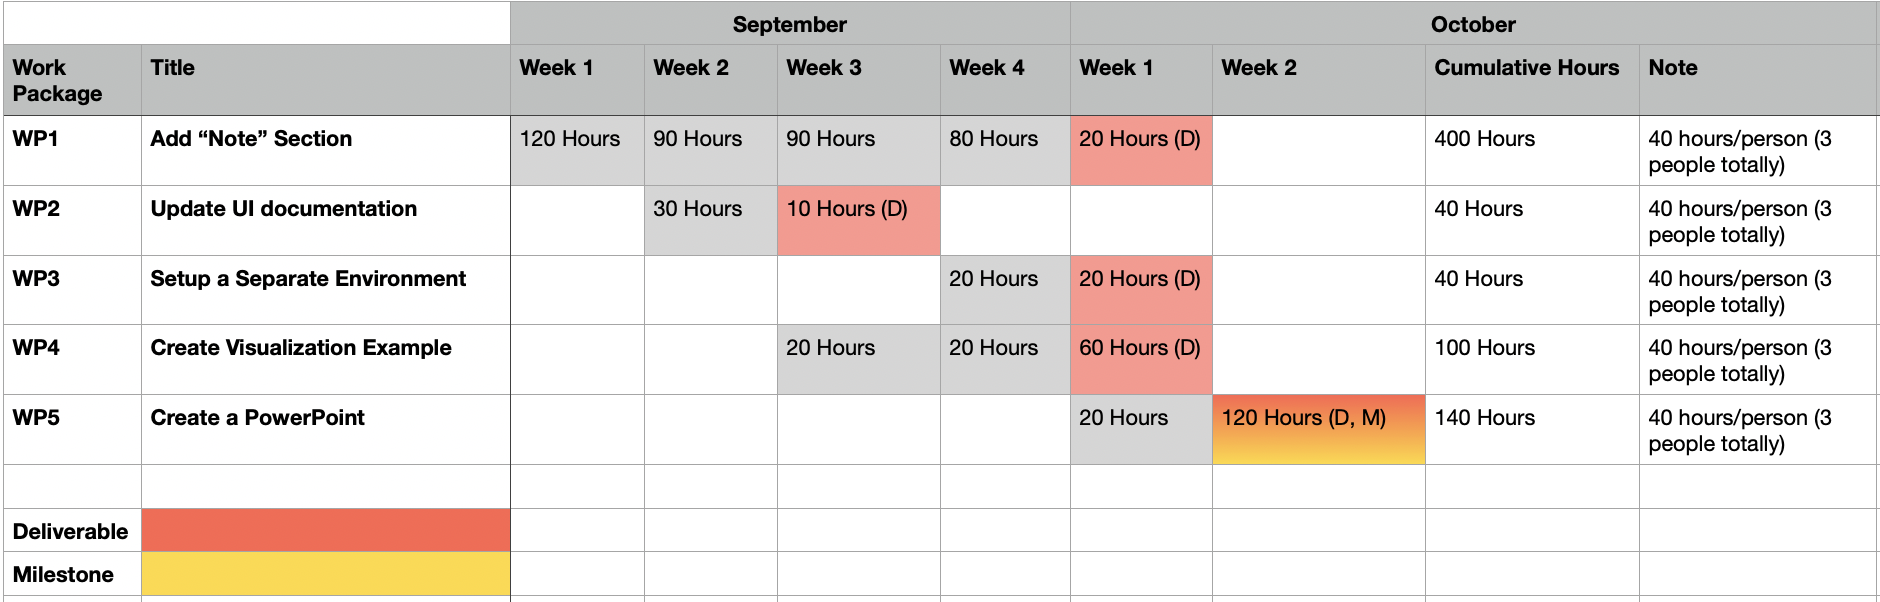 September October
Work Package Title Week 1 Week 2 Week 3 Week 4 Week 1 Week 2 Cumulative Hours Note
WP1 Add “Note” Section 120 Hours 90 Hours 90 Hours 80 Hours 20 Hours (D) 400 Hours 40 hours/person (3 people totally)
WP2 Update UI documentation 30 Hours 10 Hours (D) 40 Hours 40 hours/person (3 people totally)
WP3 Setup a Separate Environment 20 Hours 20 Hours (D) 40 Hours 40 hours/person (3 people totally)
WP4 Create Visualization Example 20 Hours 20 Hours 60 Hours (D) 100 Hours 40 hours/person (3 people totally)
WP5 Create a PowerPoint 20 Hours 120 Hours (D, M) 140 Hours 40 hours/person (3 people totally)
Deliverable
Milestone